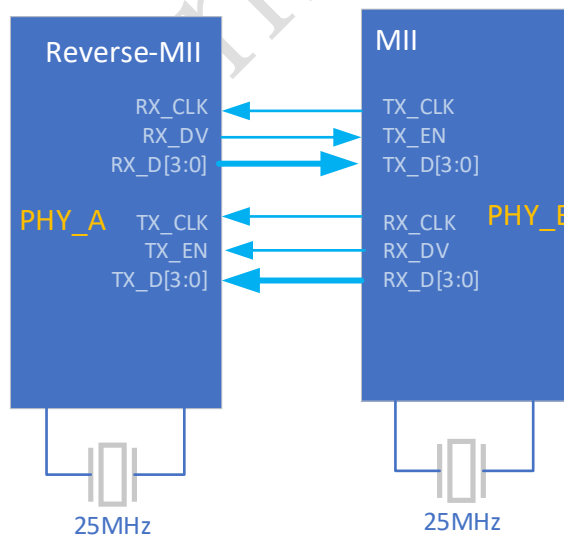 Reverse-MII
RX_CLK
RX_DV
RX_D[3:0]
PHY_A
TX_CLK
TX_EN
TX_D[3:0]
25MHz
MII
TX_CLK
TX_EN
TX_D[3:0]
RX_CLK
PHY_
RX_DV
RX_D[3:0]
25MHz